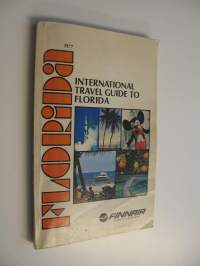 FLORIDA
INTERNATIONAL
TRAVEL GUIDE TO
FLORIDA
FINNAIR